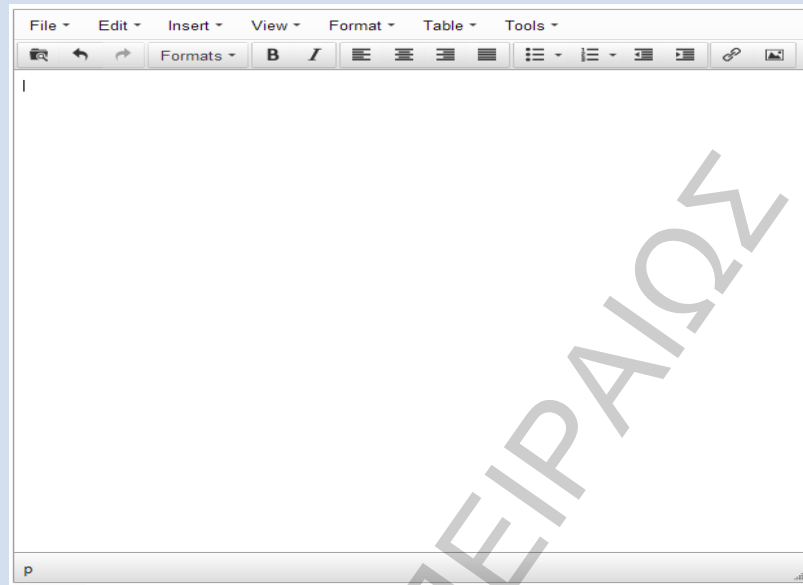 File Edit Insert View Format Table Tools
Formats B I
p
ΠΕΙΡΑΙΩΣ